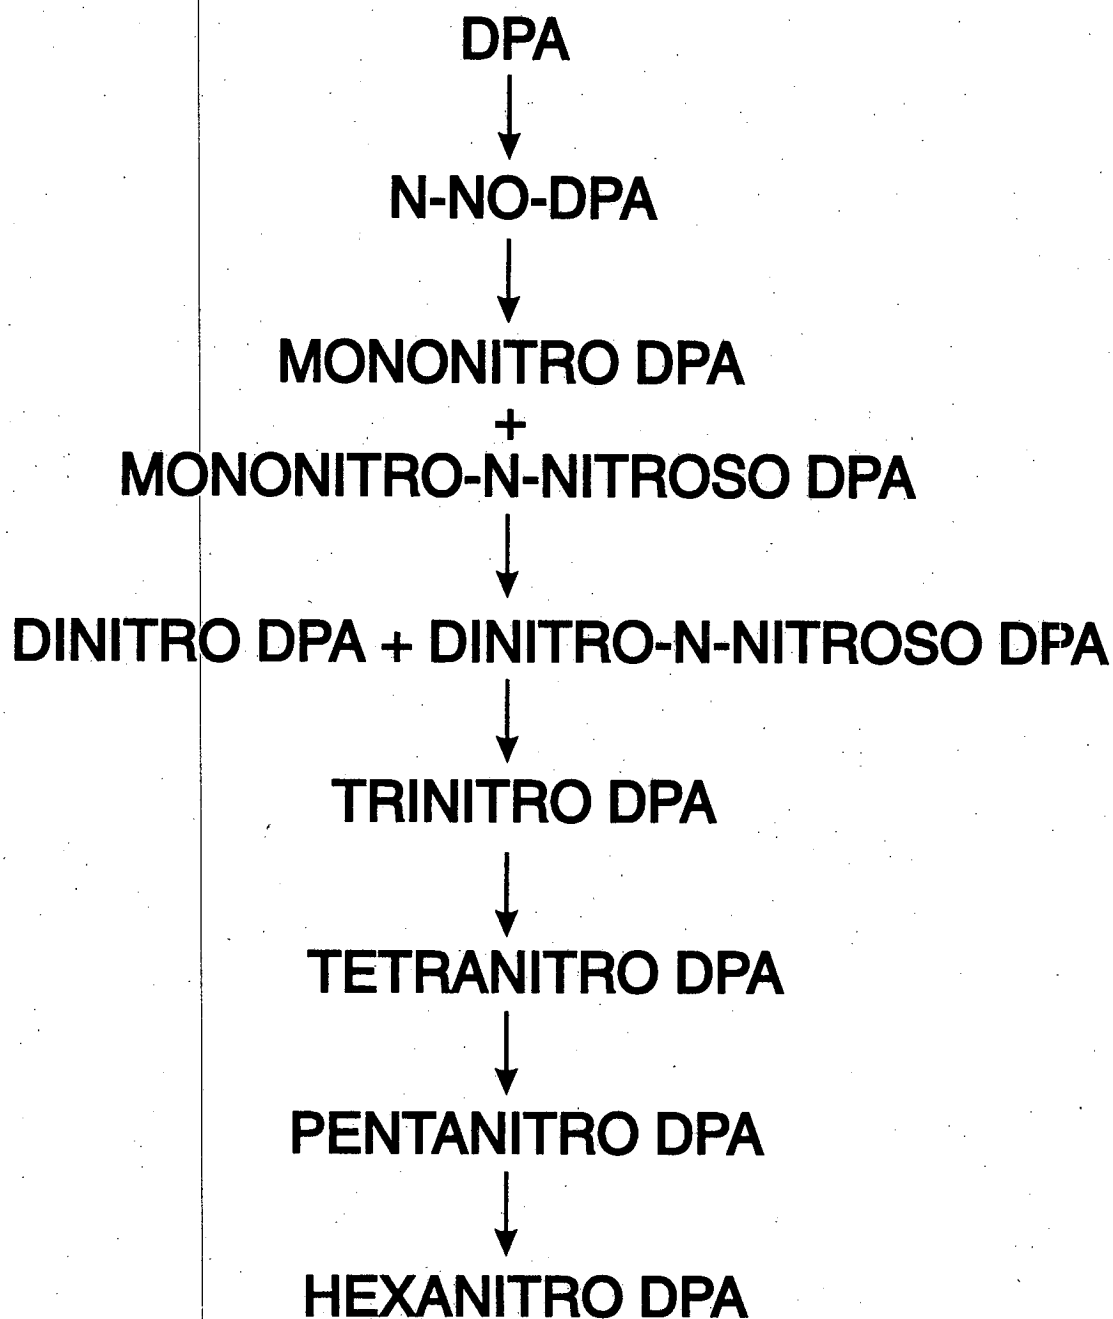 DPA
N-NO-DPA
MONONITRO DPA
+
MONONITRO-N-NITROSO DPA
DINITRO DPA + DINITRO-N-NITROSO DPA
TRINITRO DPA
TETRANITRO DPA
PENTANITRO DPA
HEXANITRO DPA